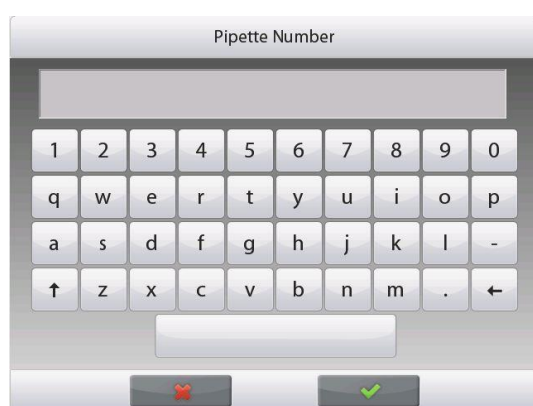 Pipette Number
1 2 3 4 5 6 7 8 9 0
q w e r t y u i o p
a s d f g h j k l -
↑ z x c v b n m . ←